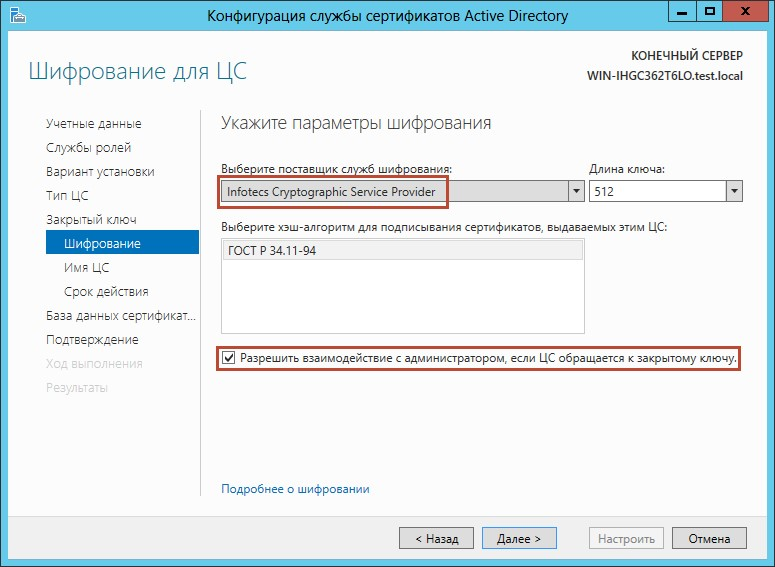 Конфигурация службы сертификатов Active Directory
Шифрование для ЦС
КОНЕЧНЫЙ СЕРВЕР
WIN-IHGC362T6LO.test.local
Учетные данные
Службы ролей
Вариант установки
Тип ЦС
Закрытый ключ
Шифрование
Имя ЦС
Срок действия
База данных сертификат...
Подтверждение
Ход выполнения
Результаты
Укажите параметры шифрования
Выберите поставщик служб шифрования:
Длина ключа:
Infotecs Cryptographic Service Provider
512
Выберите хэш-алгоритм для подписывания сертификатов, выдаваемых этим ЦС:
ГОСТ Р 34.11-94
Разрешить взаимодействие с администратором, если ЦС обращается к закрытому ключу.
Подробнее о шифровании
< Назад
Далее >
Настроить
Отмена